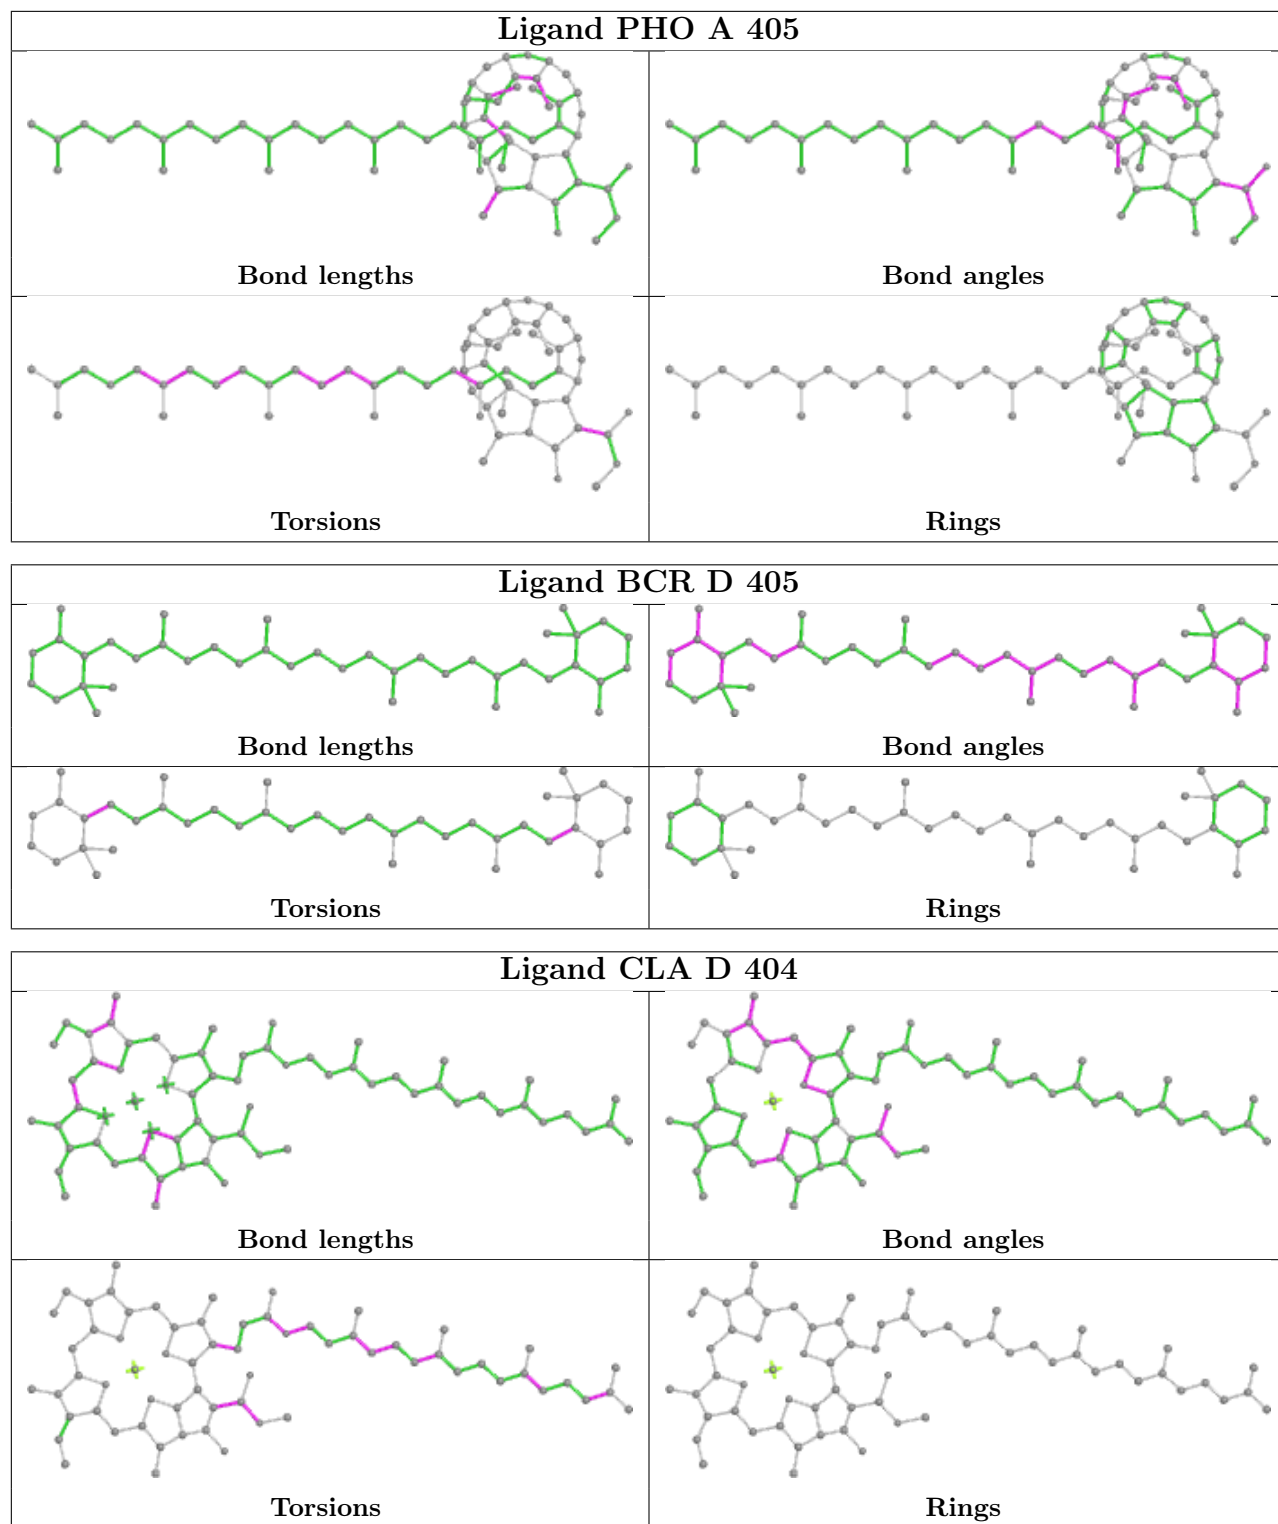 Ligand PHO A 405
Bond lengths
Bond angles
Torsions
Rings
Ligand BCR D 405
Bond lengths
Bond angles
Torsions
Rings
Ligand CLA D 404
Bond lengths
Bond angles
Torsions
Rings